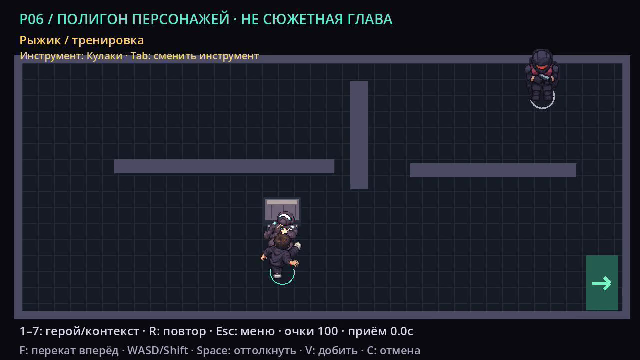 P06 / ПОЛИГОН ПЕРСОНАЖЕЙ · НЕ СЮЖЕТНАЯ ГЛАВА
Рыжик / тренировка
Инструмент: Кулаки · Tab: сменить инструмент
1–7: герой/контекст · R: повтор · Esc: меню · очки 100 · приём 0.0с
F: перекат вперёд · WASD/Shift · Space: оттолкнуть · V: добить · C: отмена